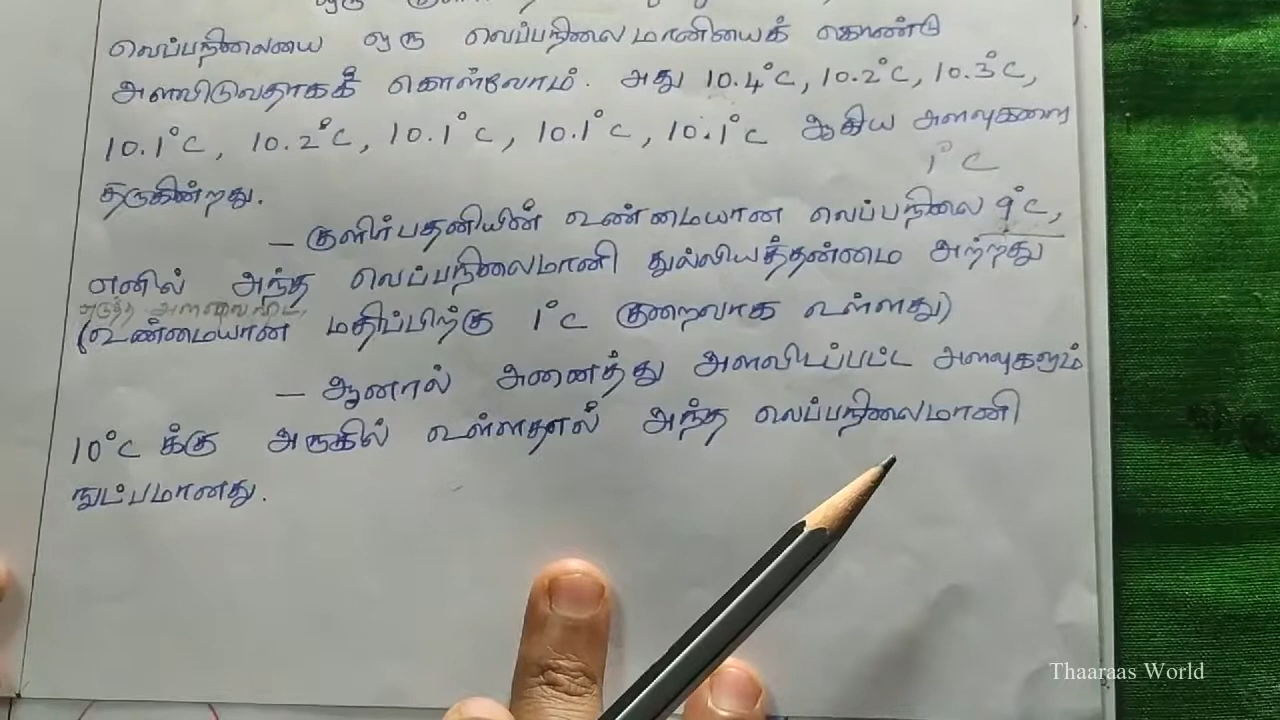 ஒரு
வெப்பநிலையை ஒரு வெப்பநிலைமானியைக் கொண்டு
அளவிடுவதாகக் கொள்வோம். அது 10.4°C, 10.2°C, 10.3°C,
10.1°C, 10.2°C, 10.1°C, 10.1°C, 10.1°C ஆகிய அளவுகளை
1°C
தருகின்றது.
– குளிர்பதனியின் உண்மையான வெப்பநிலை 9°C,
எனில் அந்த வெப்பநிலைமானி துல்லியத்தன்மை அற்றது
(உண்மையான மதிப்பிற்கு 1°C குறைவாக உள்ளது)
– ஆனால் அனைத்து அளவிடப்பட்ட அளவுகளும்
10°C க்கு அருகில் உள்ளதால் அந்த வெப்பநிலைமானி
நுட்பமானது.
Thaaraas World